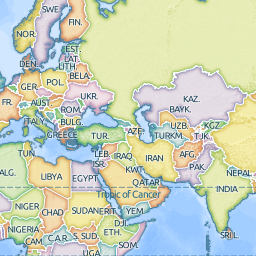 SWE.
FIN.
NOR.
EST.
LAT.
LITH.
DEN.
BELA.
GER.
POL.
UKR.
KAZ.
FR.
AUST.
ROM.
BAYK.
ITALY
BULG.
UZB.
KGZ.
GREECE
TUR.
AZE.
TURKM.
TJK.
TUN.
LEB.
ISR.
IRAQ
IRAN
AFG.
ALG.
LIBYA
EGYPT
KWT.
PAK.
NEPAL
QATAR
Tropic of Cancer
INDIA
NIGER
CHAD
SUDAN
ERIT.
YEM.
DJI.
NIGERIA
ETH.
CAM.
C.A.R.
S.SUD.
SOM.
SRI L.